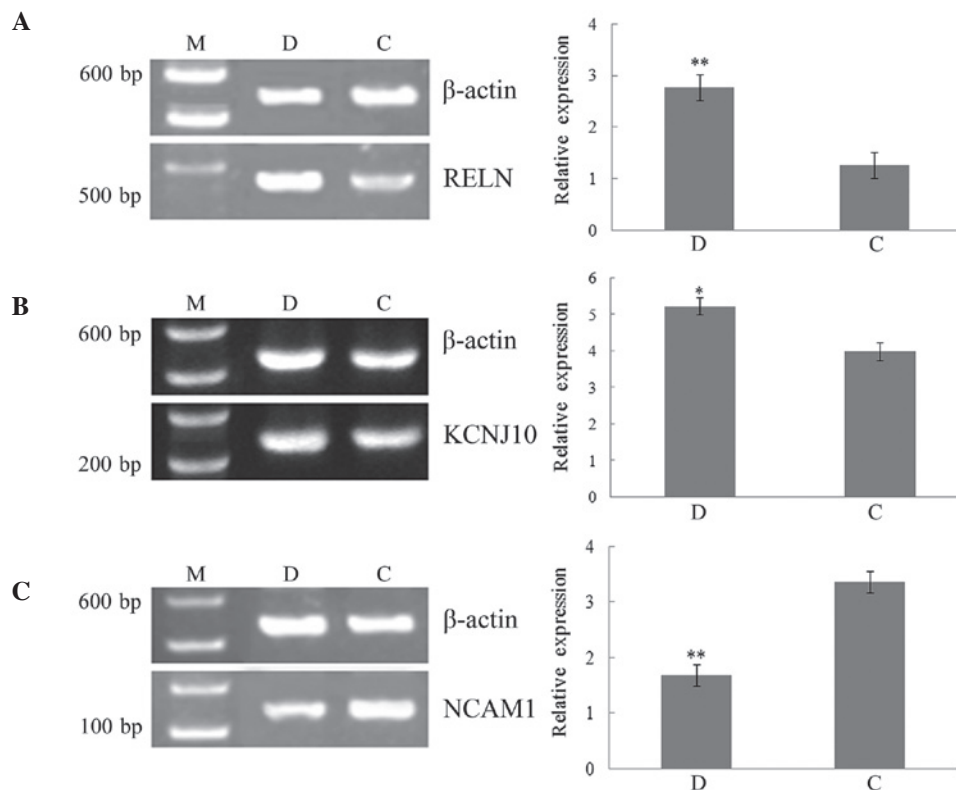 A
M D C
600 bp
β-actin
500 bp
RELN
Relative expression
4
3
2
1
0
**
D C
B
M D C
600 bp
β-actin
200 bp
KCNJ10
Relative expression
6
5
4
3
2
1
0
*
D C
C
M D C
600 bp
β-actin
100 bp
NCAM1
Relative expression
4
3
2
1
0
**
D C